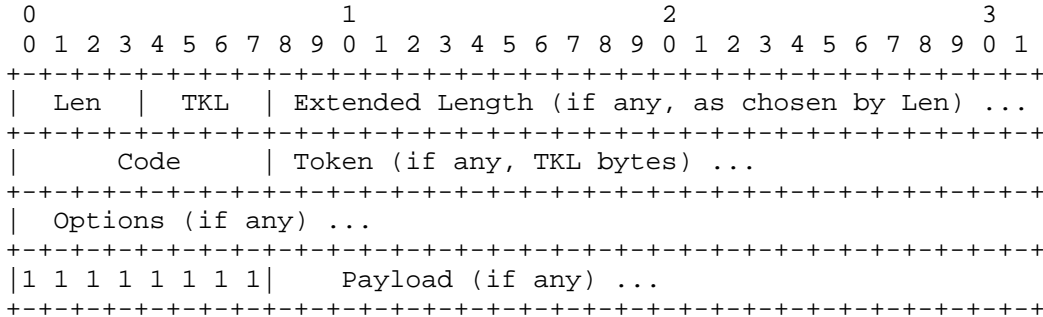 0                   1                   2                   3
 0 1 2 3 4 5 6 7 8 9 0 1 2 3 4 5 6 7 8 9 0 1 2 3 4 5 6 7 8 9 0 1
+-+-+-+-+-+-+-+-+-+-+-+-+-+-+-+-+-+-+-+-+-+-+-+-+-+-+-+-+-+-+-+-+
|  Len  |  TKL  | Extended Length (if any, as chosen by Len) ...
+-+-+-+-+-+-+-+-+-+-+-+-+-+-+-+-+-+-+-+-+-+-+-+-+-+-+-+-+-+-+-+-+
|      Code     | Token (if any, TKL bytes) ...
+-+-+-+-+-+-+-+-+-+-+-+-+-+-+-+-+-+-+-+-+-+-+-+-+-+-+-+-+-+-+-+-+
|  Options (if any) ...
+-+-+-+-+-+-+-+-+-+-+-+-+-+-+-+-+-+-+-+-+-+-+-+-+-+-+-+-+-+-+-+-+
|1 1 1 1 1 1 1 1|    Payload (if any) ...
+-+-+-+-+-+-+-+-+-+-+-+-+-+-+-+-+-+-+-+-+-+-+-+-+-+-+-+-+-+-+-+-+